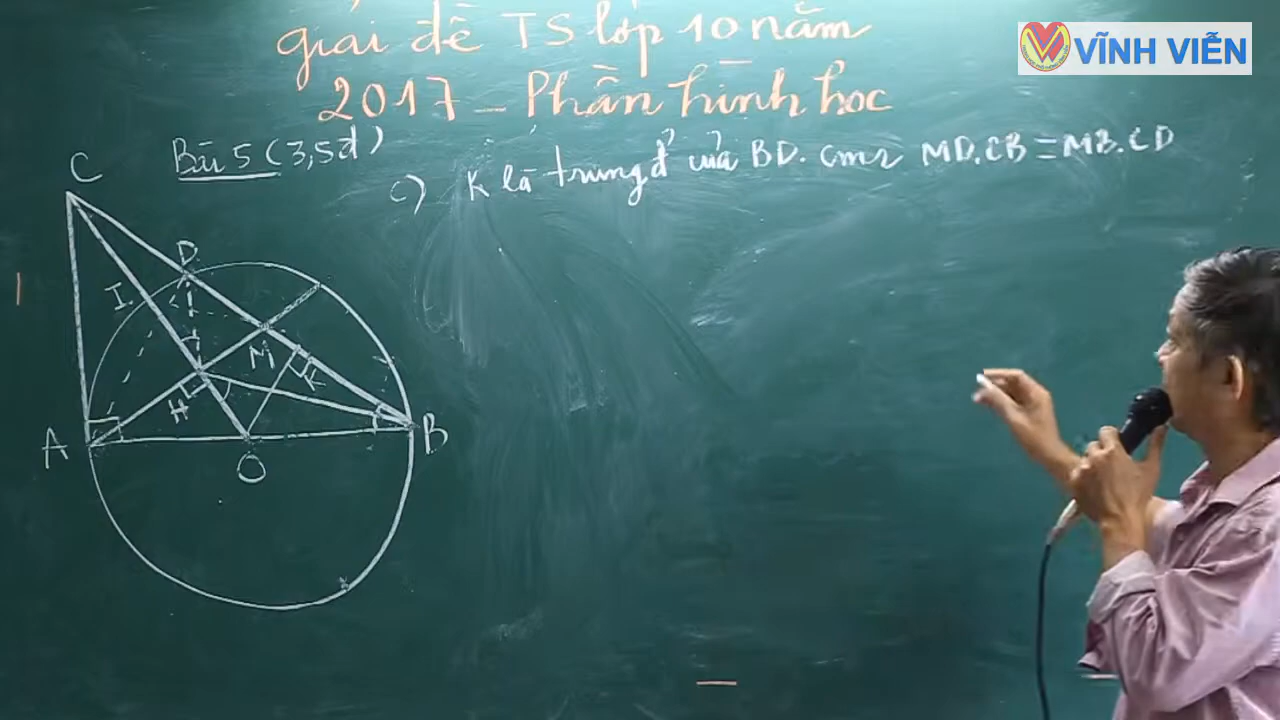 giải đề TS lớp 10 năm
2017 - Phần hình học
VĨNH VIỄN
Bài 5 (3,5đ)
c) K là trung đ' của BD. cmr MD.CB = MB.CD
C
D
I
M
K
H
A
B
O